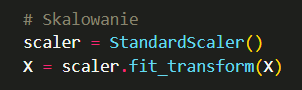 # Skalowanie
scaler = StandardScaler()
X = scaler.fit_transform(X)